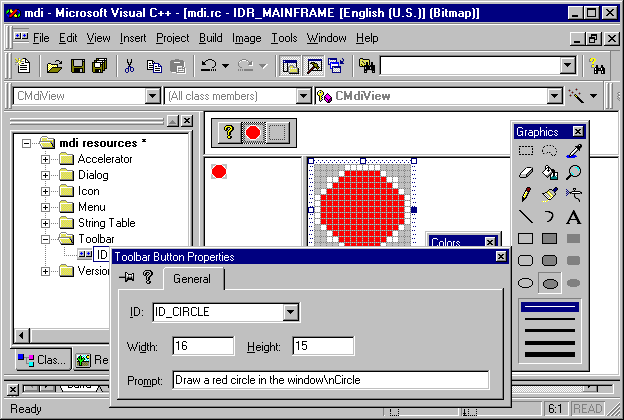 mdi - Microsoft Visual C++ - [mdi.rc - IDR_MAINFRAME [English (U.S.)] (Bitmap)]
File Edit View Insert Project Build Image Tools Window Help
CMdiView (All class members) CMdiView
mdi resources *
Accelerator
Dialog
Icon
Menu
String Table
Toolbar
ID
Version
Graphics
A
Colors
Toolbar Button Properties
General
ID: ID_CIRCLE
Width: 16 Height: 15
Prompt: Draw a red circle in the window\nCircle
Clas... Re
Build
Ready 6:1 READ